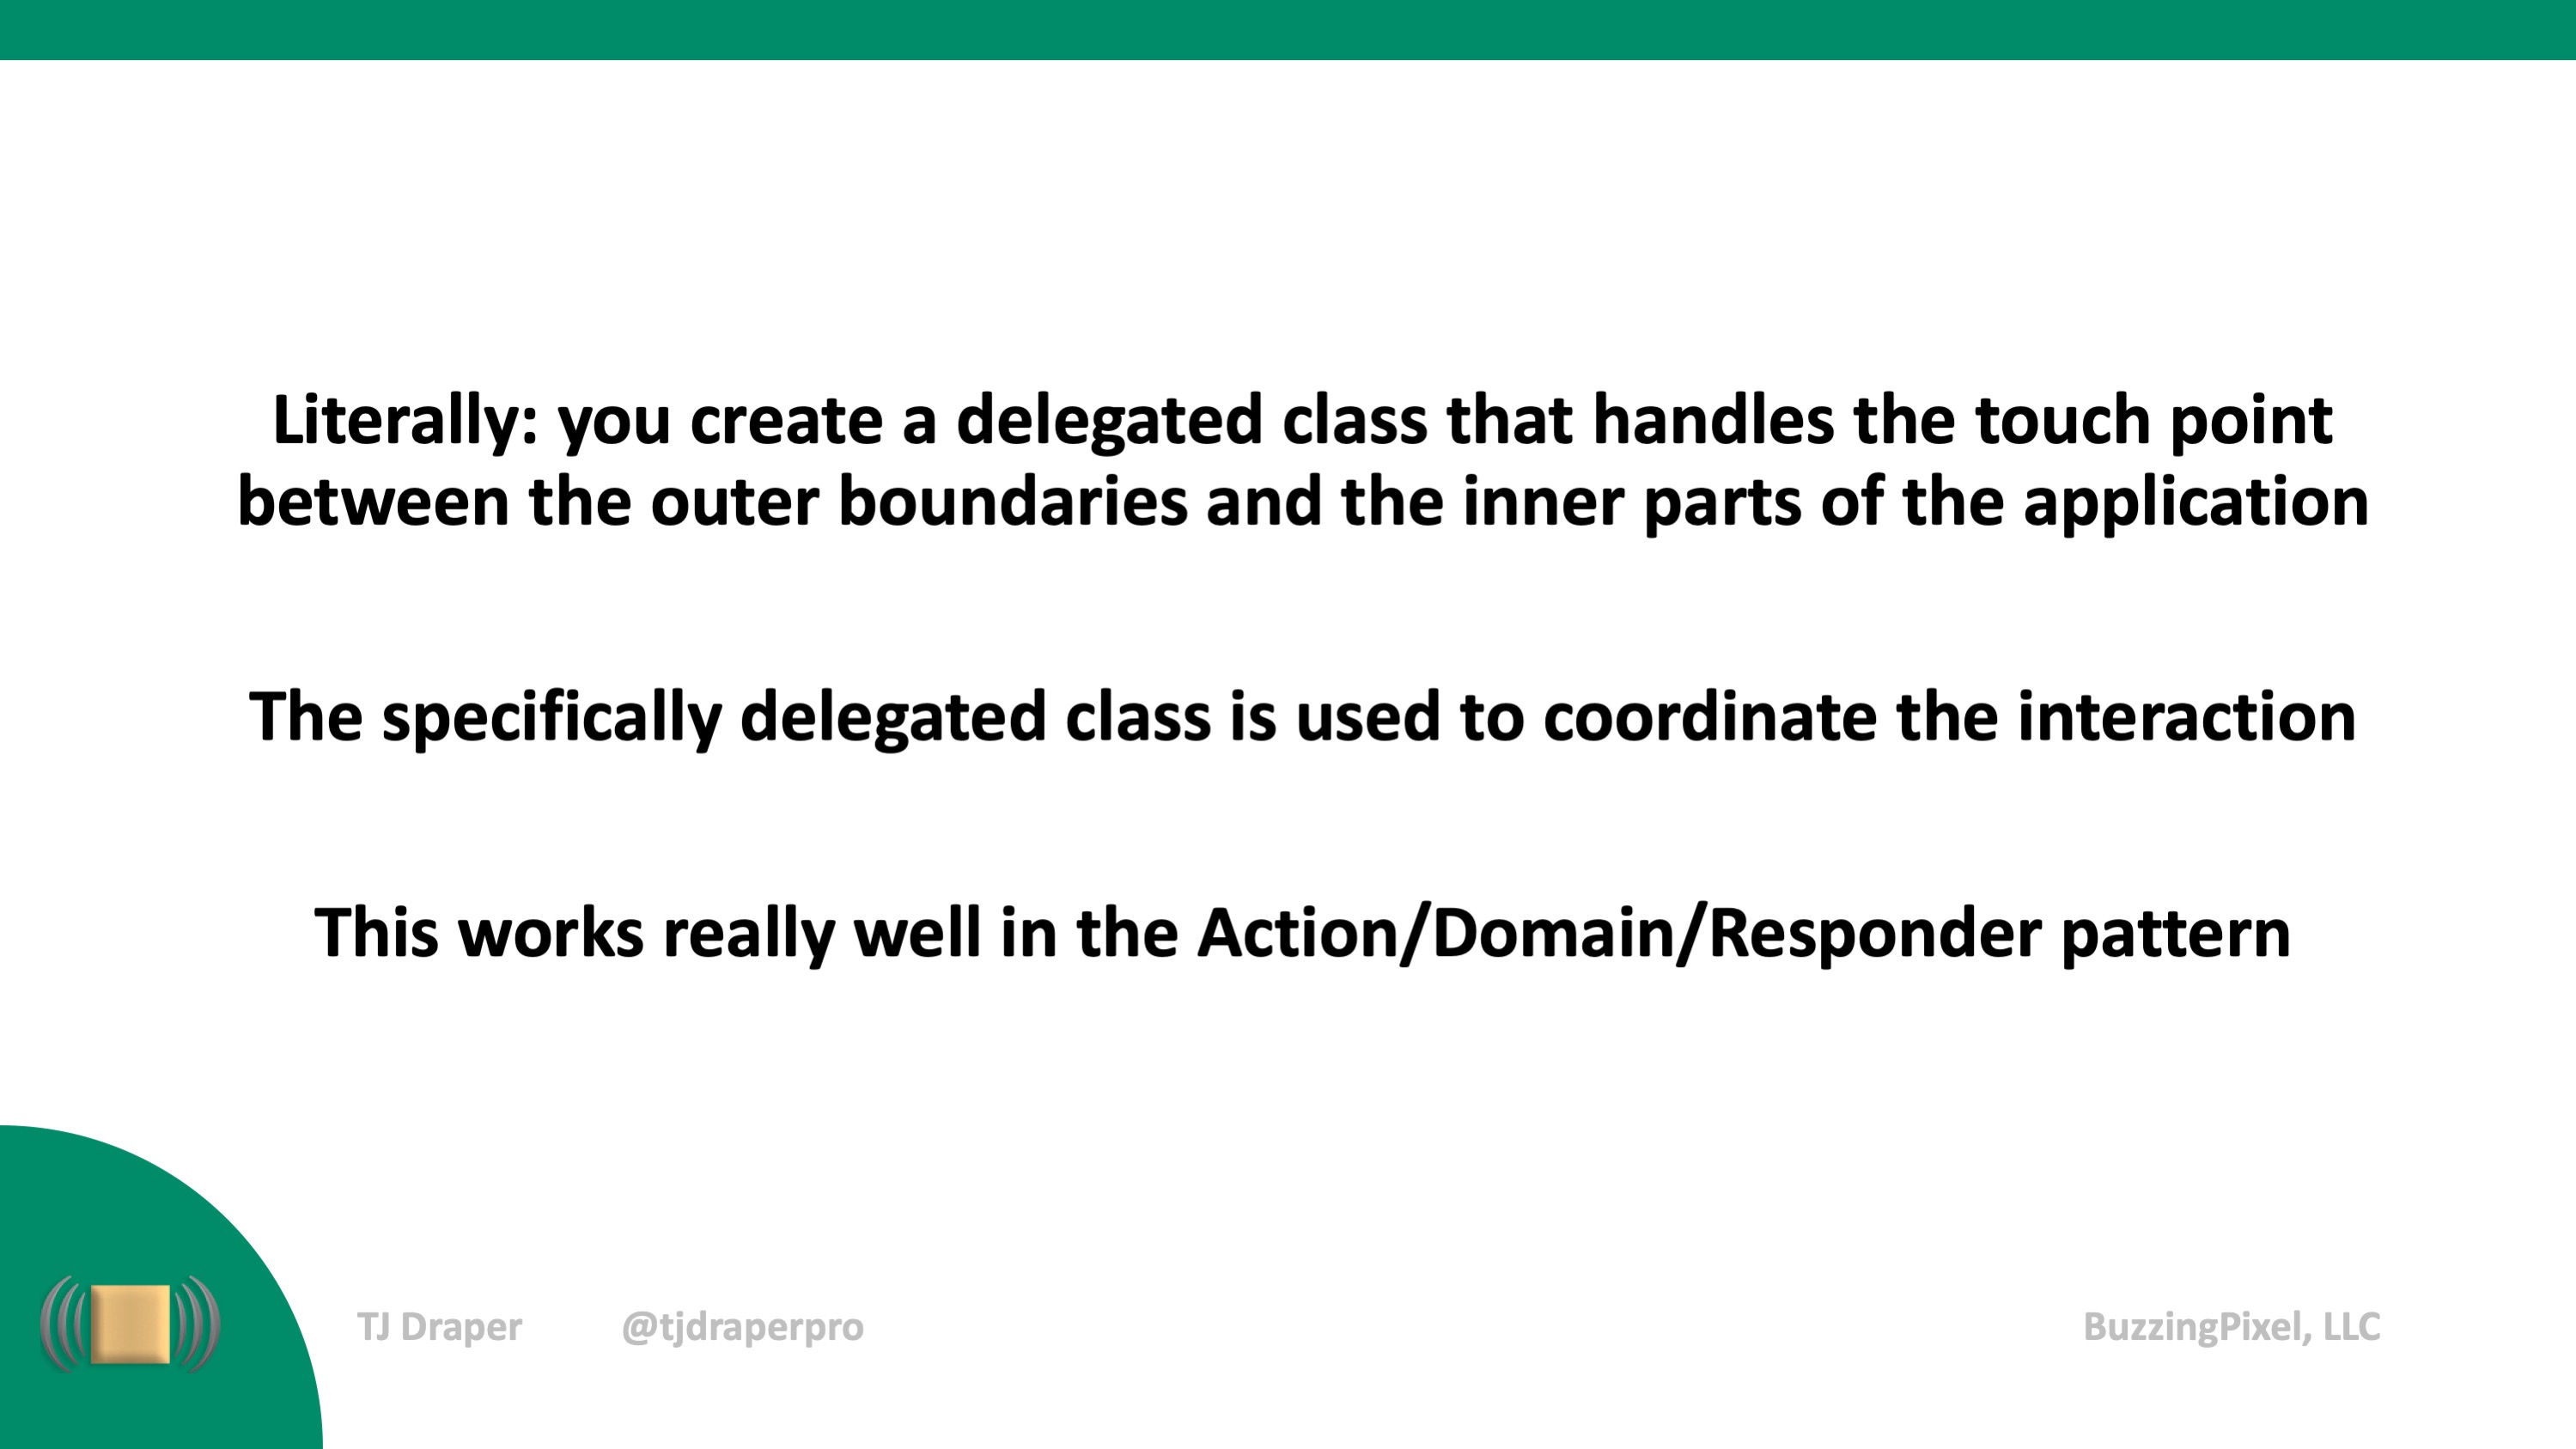 Literally: you create a delegated class that handles the touch point
between the outer boundaries and the inner parts of the application
The specifically delegated class is used to coordinate the interaction
This works really well in the Action/Domain/Responder pattern
TJ Draper @tjdraperpro BuzzingPixel, LLC